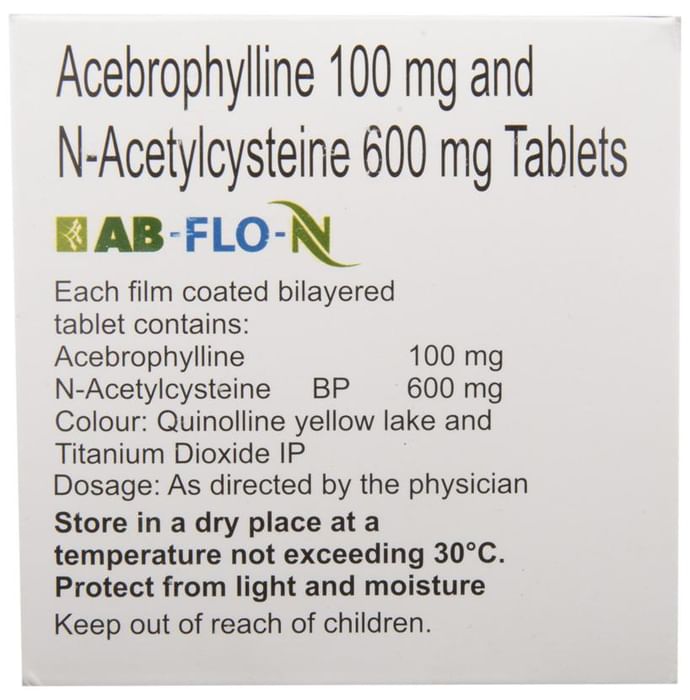 Acebrophylline 100 mg and
N-Acetylcysteine 600 mg Tablets
AB-FLO-N
Each film coated bilayered
tablet contains:
Acebrophylline 100 mg
N-Acetylcysteine BP 600 mg
Colour: Quinolline yellow lake and
Titanium Dioxide IP
Dosage: As directed by the physician
Store in a dry place at a
temperature not exceeding 30°C.
Protect from light and moisture
Keep out of reach of children.